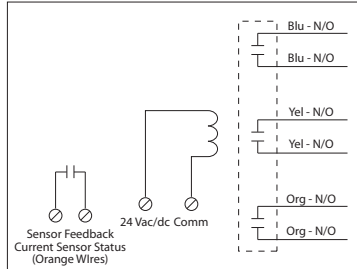 Blu - N/O
Blu - N/O
Yel - N/O
Yel - N/O
Org - N/O
Org - N/O
24 Vac/dc Comm
Sensor Feedback
Current Sensor Status
(Orange WIres)